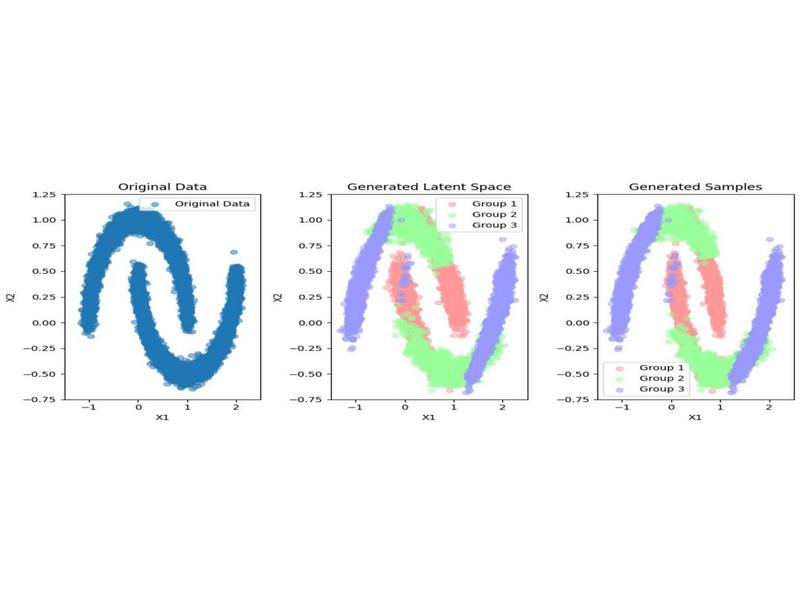 Original Data
Original Data
1.25
1.00
0.75
0.50
0.25
0.00
−0.25
−0.50
−0.75
X2
−1
0
1
2
X1
Generated Latent Space
Group 1
Group 2
Group 3
1.25
1.00
0.75
0.50
0.25
0.00
−0.25
−0.50
−0.75
X2
−1
0
1
2
X1
Generated Samples
1.25
1.00
0.75
0.50
0.25
0.00
−0.25
−0.50
−0.75
X2
Group 1
Group 2
Group 3
−1
0
1
2
X1